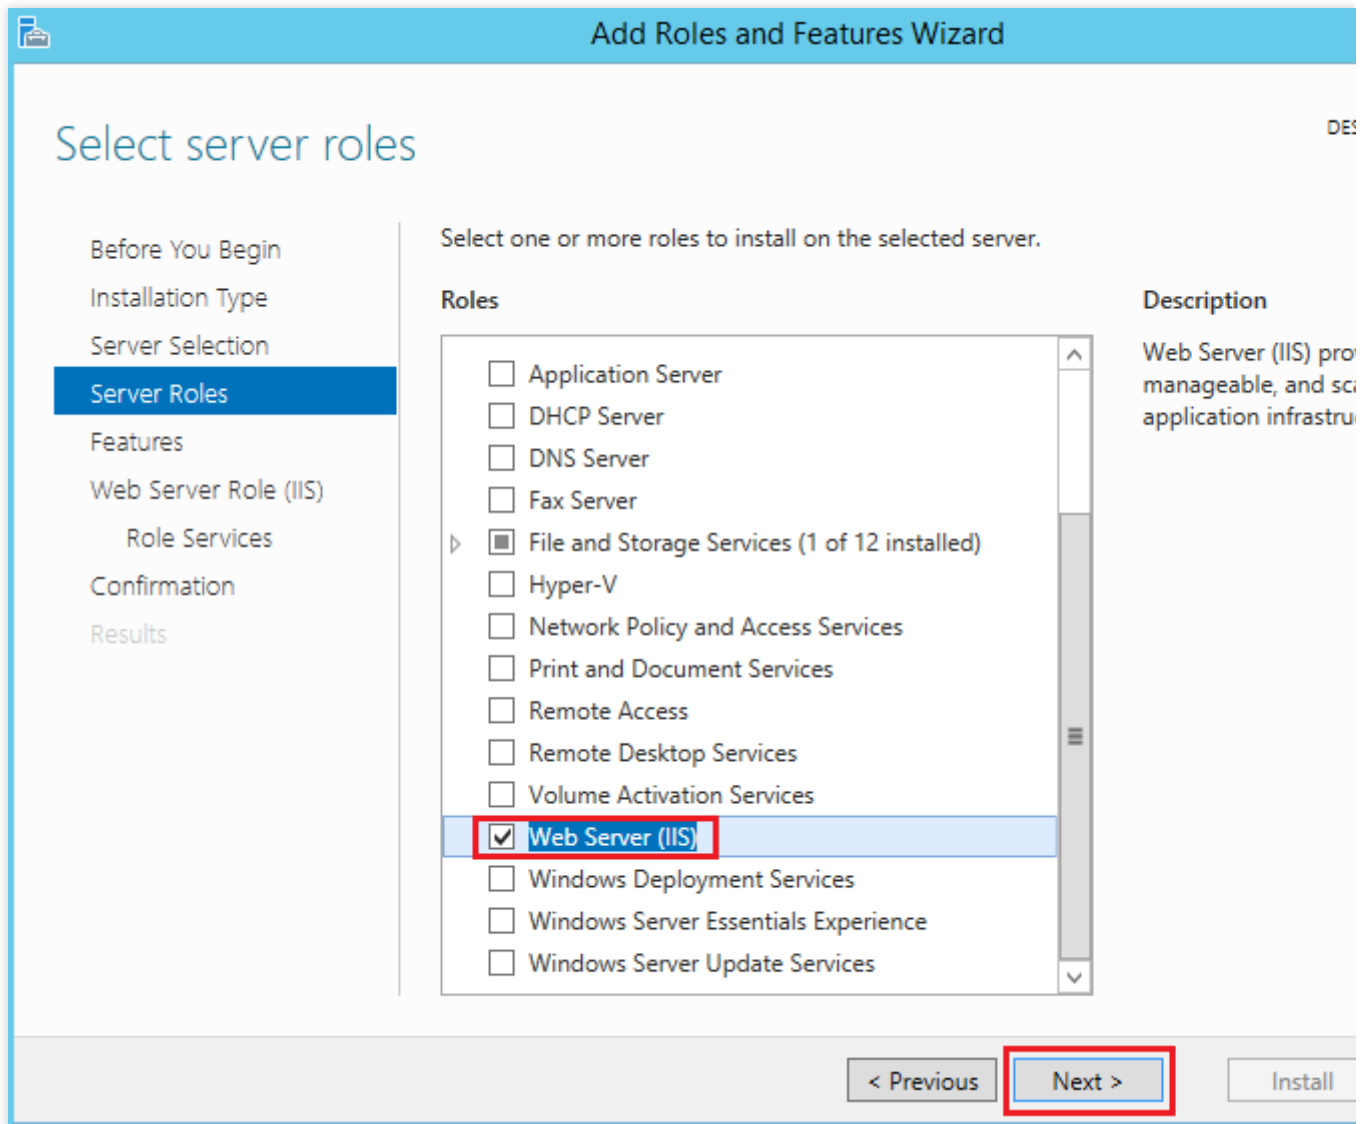 Add Roles and Features Wizard
Select server roles
Before You Begin
Installation Type
Server Selection
Server Roles
Features
Web Server Role (IIS)
Role Services
Confirmation
Results
Select one or more roles to install on the selected server.
Roles
Application Server
DHCP Server
DNS Server
Fax Server
File and Storage Services (1 of 12 installed)
Hyper-V
Network Policy and Access Services
Print and Document Services
Remote Access
Remote Desktop Services
Volume Activation Services
Web Server (IIS)
Windows Deployment Services
Windows Server Essentials Experience
Windows Server Update Services
Description
Web Server (IIS)
manageable, and
application
< Previous
Next >
Install